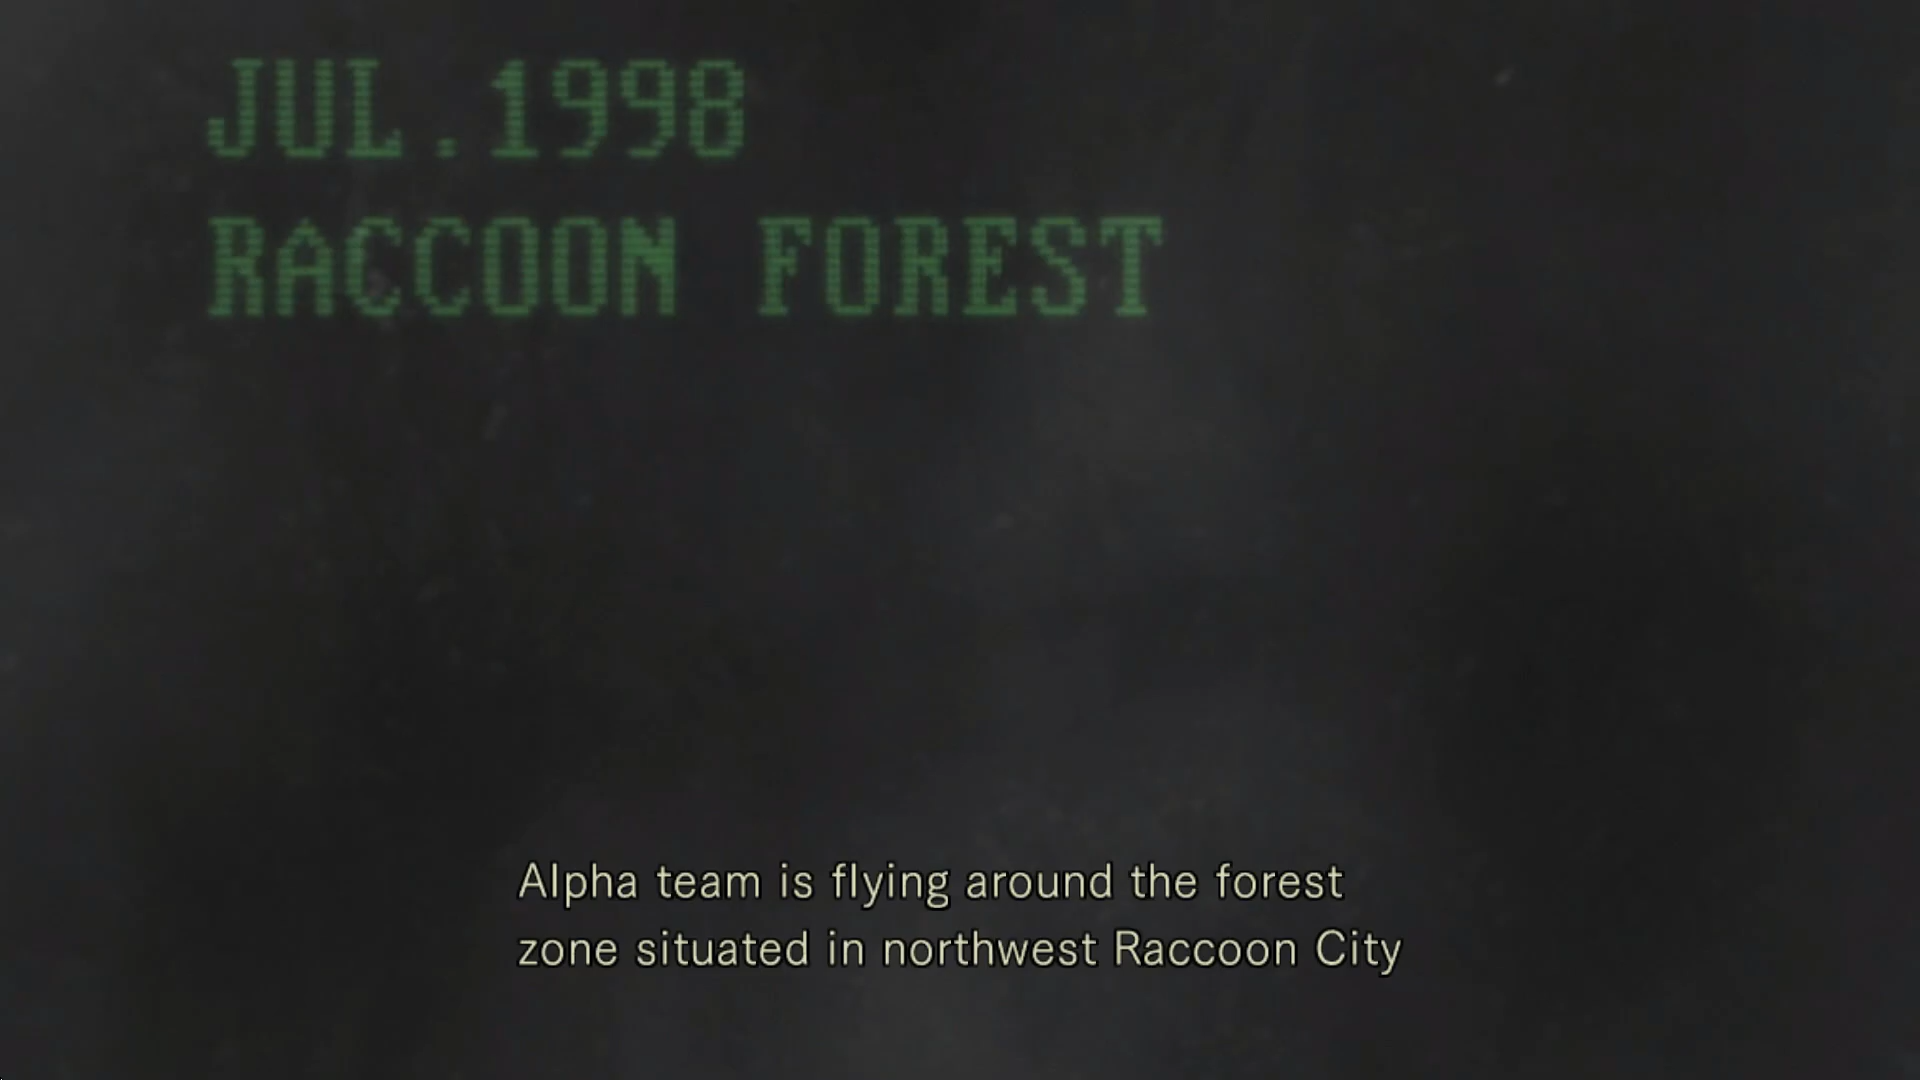 JUL.1998
RACCOON FOREST
Alpha team is flying around the forest
zone situated in northwest Raccoon City